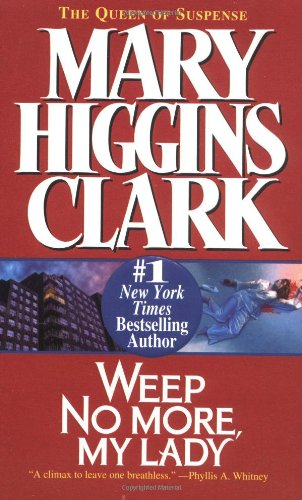 THE QUEEN OF SUSPENSE
MARY
HIGGINS
CLARK
#1
New York
Times
Bestselling
Author
WEEP
NO MORE,
MY LADY
"A climax to leave one breathless." —Phyllis A. Whitney